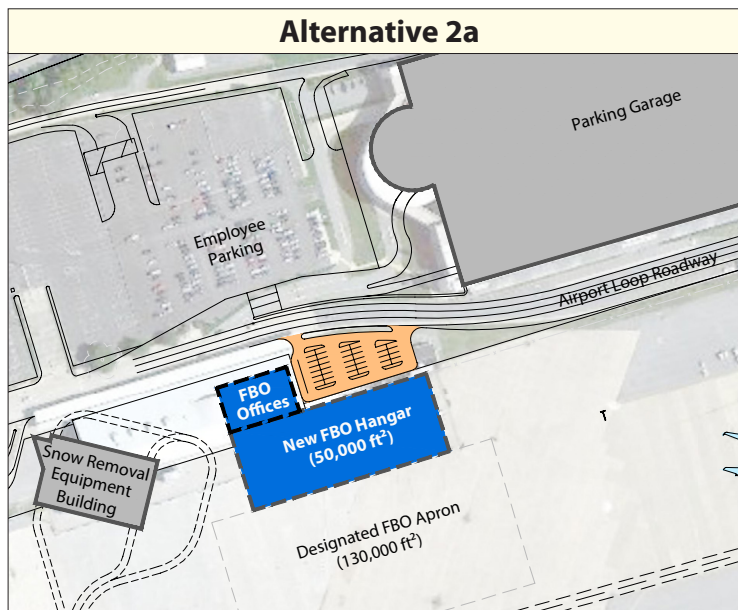 Alternative 2a
Parking Garage
Employee
Parking
Airport Loop Roadway
FBO
Offices
New FBO Hangar
(50,000 ft²)
Snow Removal
Equipment
Building
Designated FBO Apron
(130,000 ft²)